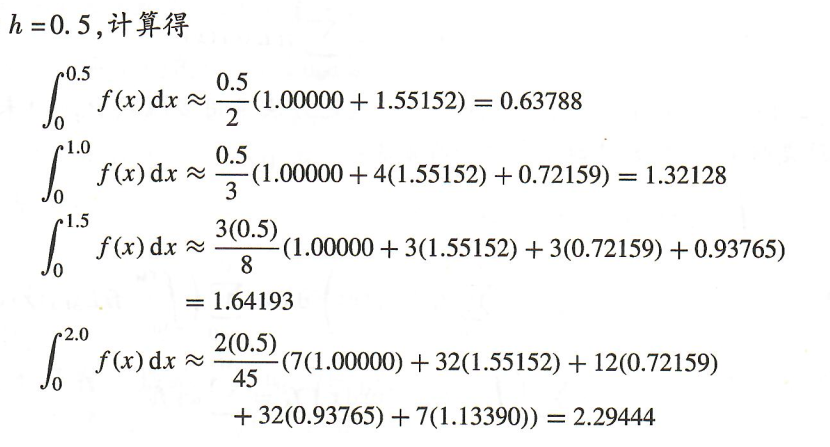 h = 0.5,计算得
∫₀^0.5 f(x) dx ≈ 0.5/2 (1.00000 + 1.55152) = 0.63788
∫₀^1.0 f(x) dx ≈ 0.5/3 (1.00000 + 4(1.55152) + 0.72159) = 1.32128
∫₀^1.5 f(x) dx ≈ 3(0.5)/8 (1.00000 + 3(1.55152) + 3(0.72159) + 0.93765)
= 1.64193
∫₀^2.0 f(x) dx ≈ 2(0.5)/45 (7(1.00000) + 32(1.55152) + 12(0.72159)
+ 32(0.93765) + 7(1.13390)) = 2.29444